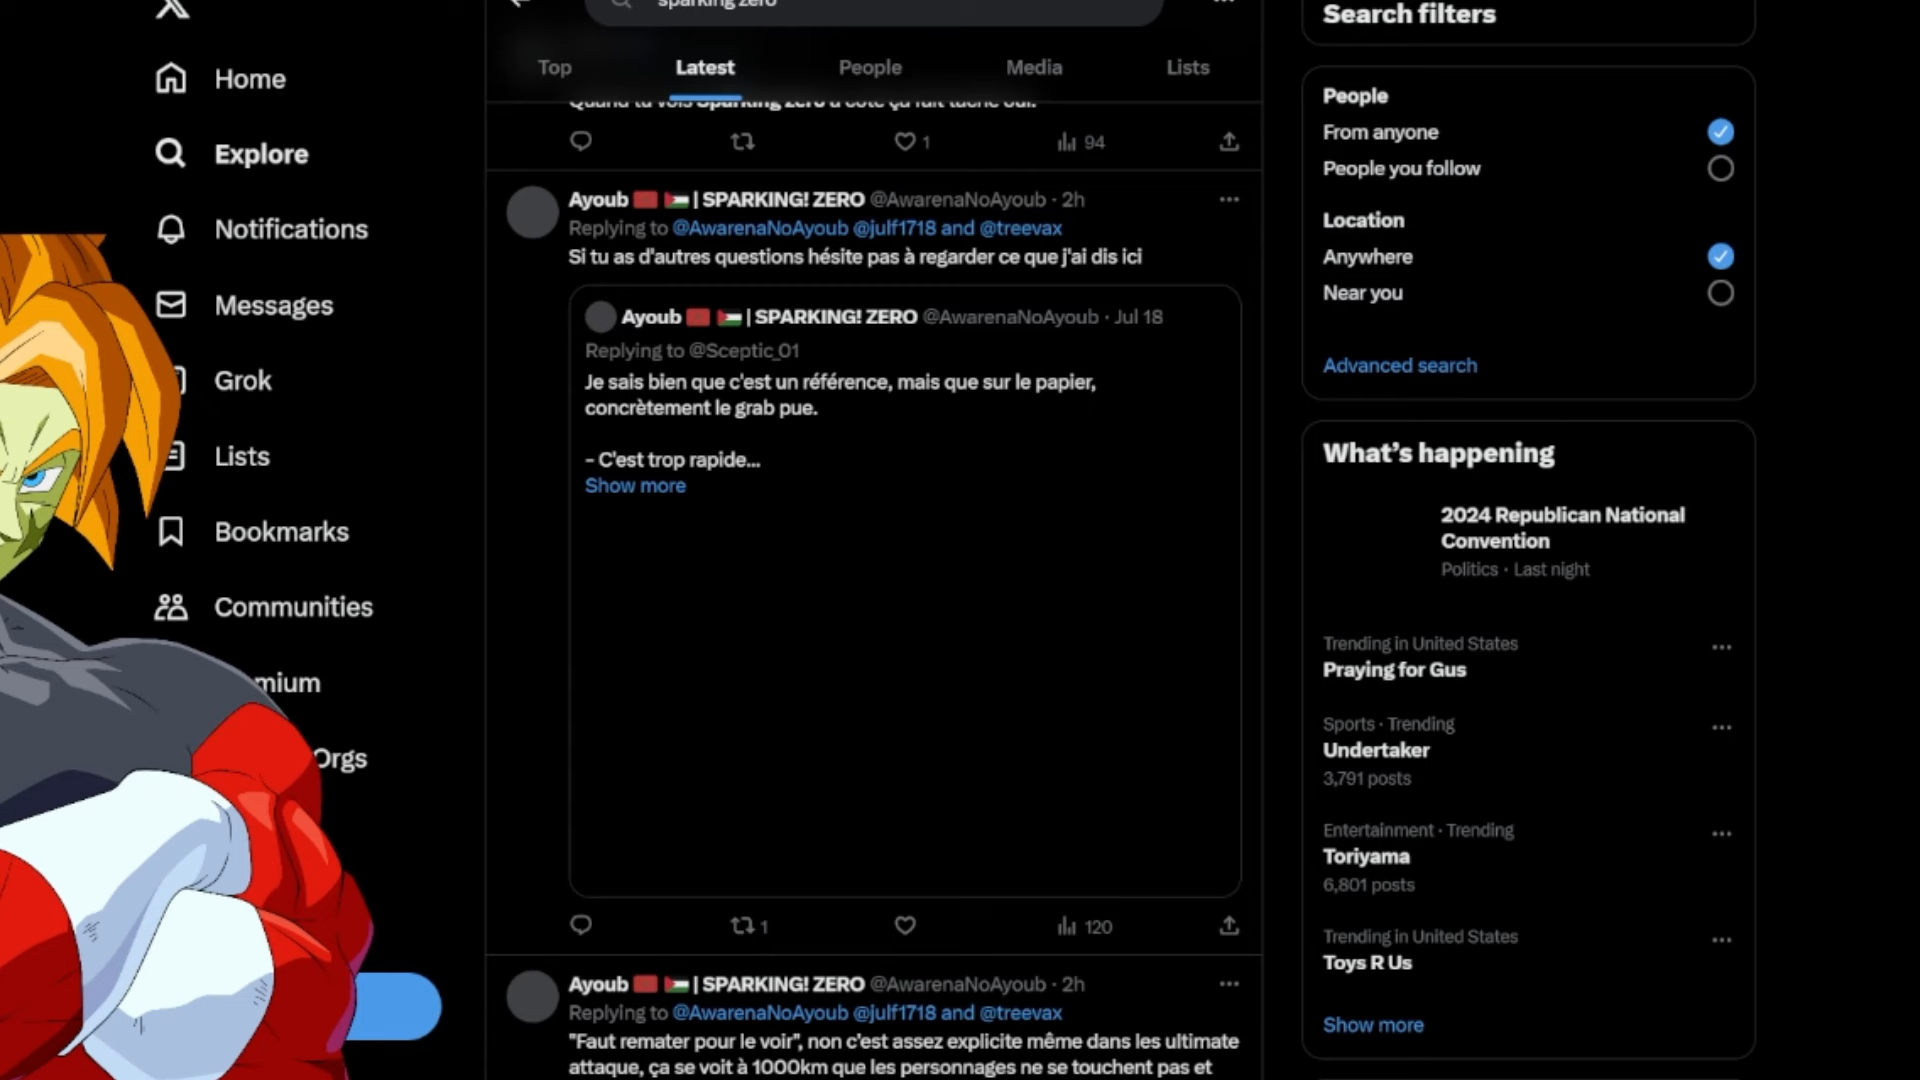 sparking zero
Home
Explore
Notifications
Messages
Grok
Lists
Bookmarks
Communities
mium
Orgs
Top
Latest
People
Media
Lists
Quand tu vois Sparking zero à côté ça fait tache oui.
1
94
Ayoub | SPARKING! ZERO @AwarenaNoAyoub · 2h
Replying to @AwarenaNoAyoub @julf1718 and @treevax
Si tu as d'autres questions hésite pas à regarder ce que j'ai dis ici
Ayoub | SPARKING! ZERO @AwarenaNoAyoub · Jul 18
Replying to @Sceptic_01
Je sais bien que c'est un référence, mais que sur le papier,
concrètement le grab pue.
- C'est trop rapide...
Show more
1
120
Ayoub | SPARKING! ZERO @AwarenaNoAyoub · 2h
Replying to @AwarenaNoAyoub @julf1718 and @treevax
"Faut remater pour le voir", non c'est assez explicite même dans les ultimate
attaque, ça se voit à 1000km que les personnages ne se touchent pas et
Search filters
People
From anyone
People you follow
Location
Anywhere
Near you
Advanced search
What's happening
2024 Republican National
Convention
Politics · Last night
Trending in United States
Praying for Gus
Sports · Trending
Undertaker
3,791 posts
Entertainment · Trending
Toriyama
6,801 posts
Trending in United States
Toys R Us
Show more